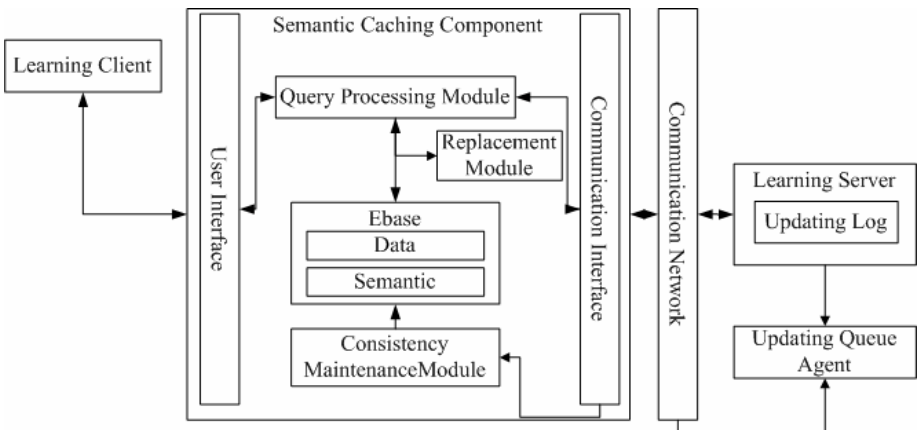 Semantic Caching Component
Learning Client
User Interface
Query Processing Module
Replacement
Module
Ebase
Data
Semantic
Consistency
MaintenanceModule
Communication Interface
Communication Network
Learning Server
Updating Log
Updating Queue
Agent